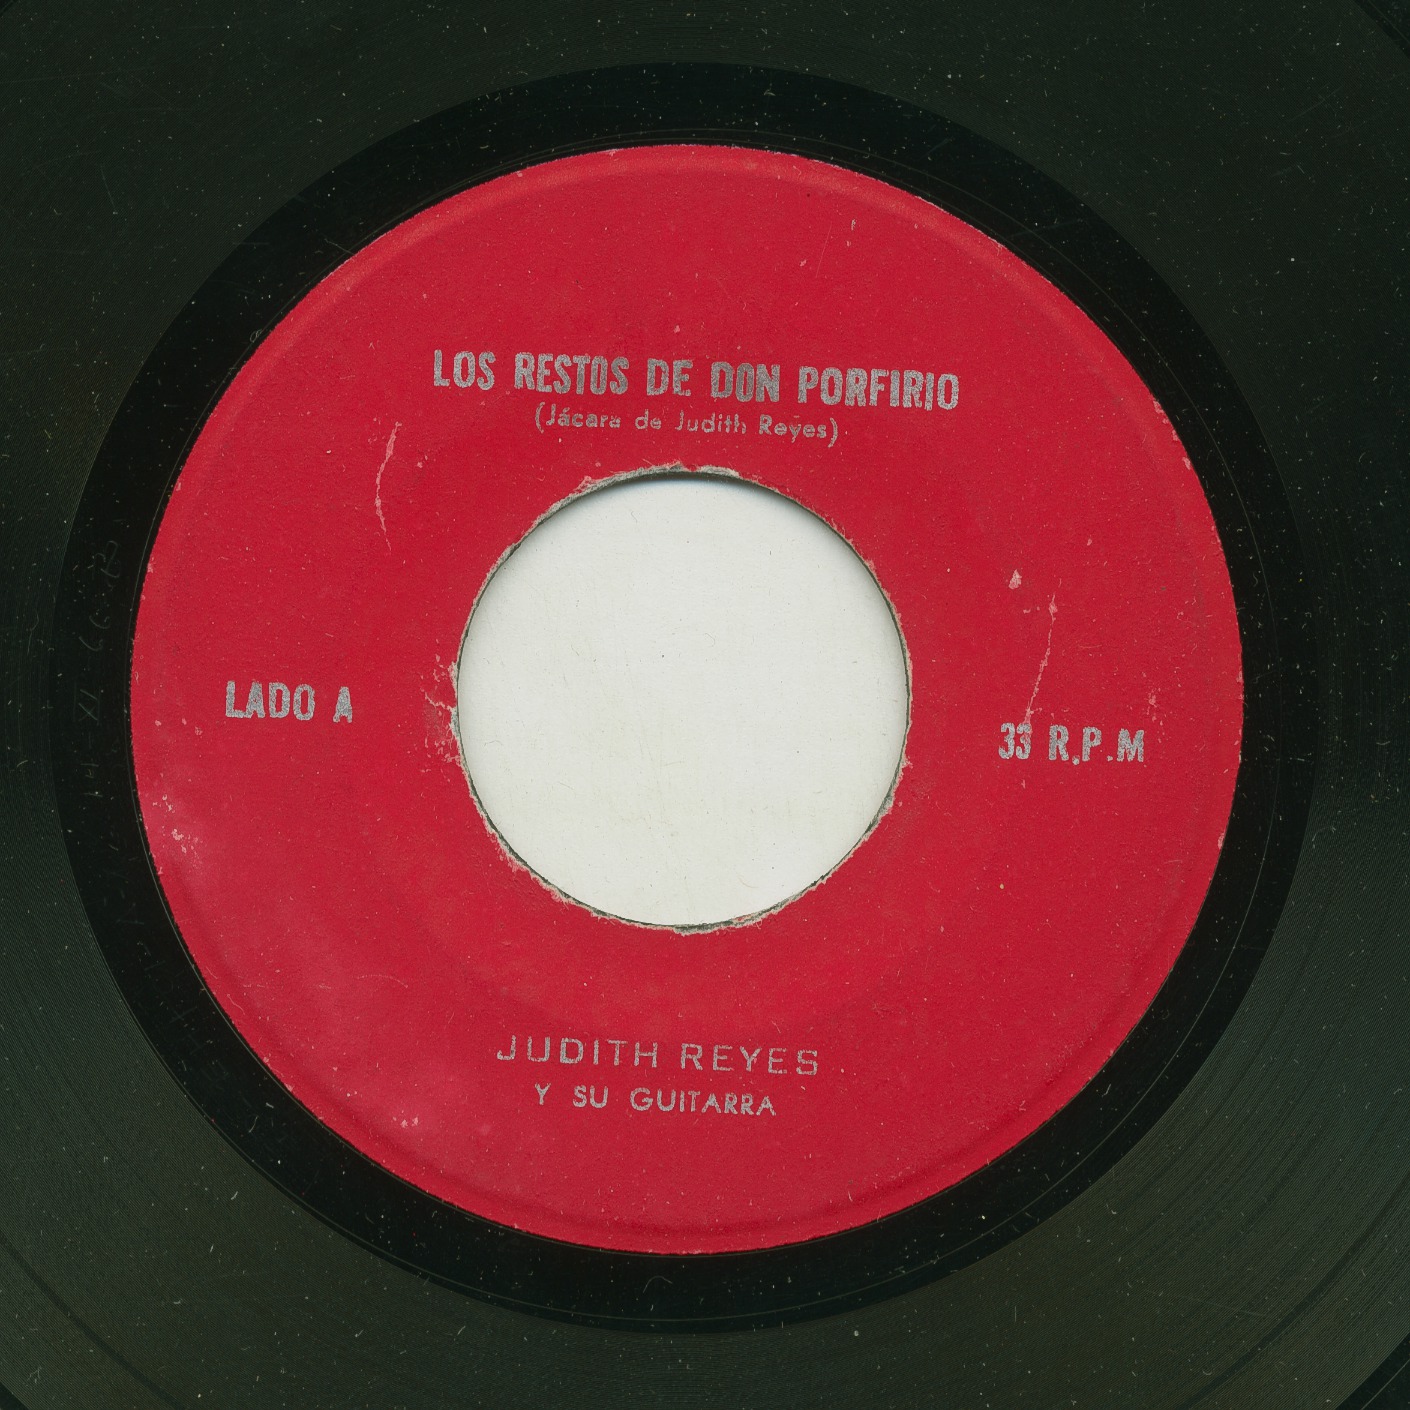 LOS RESTOS DE DON PORFIRIO
(Jácara de Judith Reyes)
LADO A
33 R.P.M
JUDITH REYES
Y SU GUITARRA